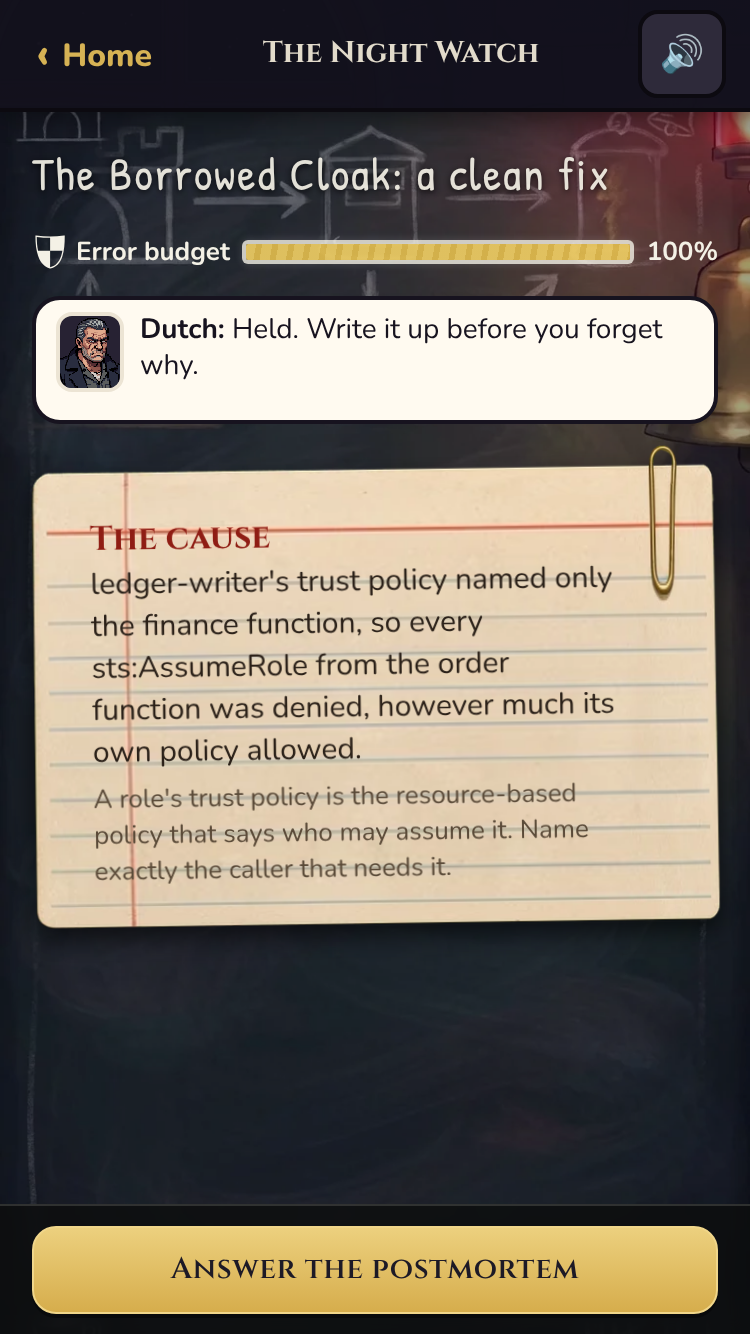 ‹ Home
The Night Watch
The Borrowed Cloak: a clean fix
Error budget 100%
Dutch: Held. Write it up before you forget
why.
The cause
ledger-writer's trust policy named only
the finance function, so every
sts:AssumeRole from the order
function was denied, however much its
own policy allowed.
A role's trust policy is the resource-based
policy that says who may assume it. Name
exactly the caller that needs it.
Answer the postmortem